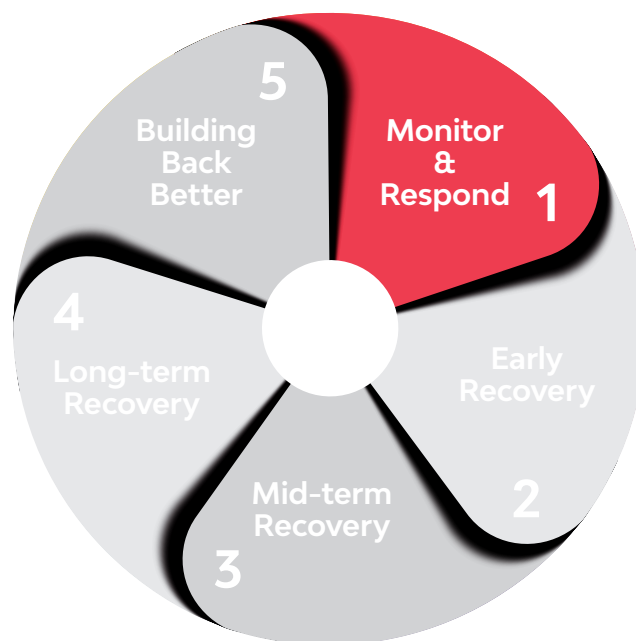 Monitor
&
Respond
1
Early
Recovery
2
Mid-term
Recovery
3
4
Long-term
Recovery
5
Building
Back
Better